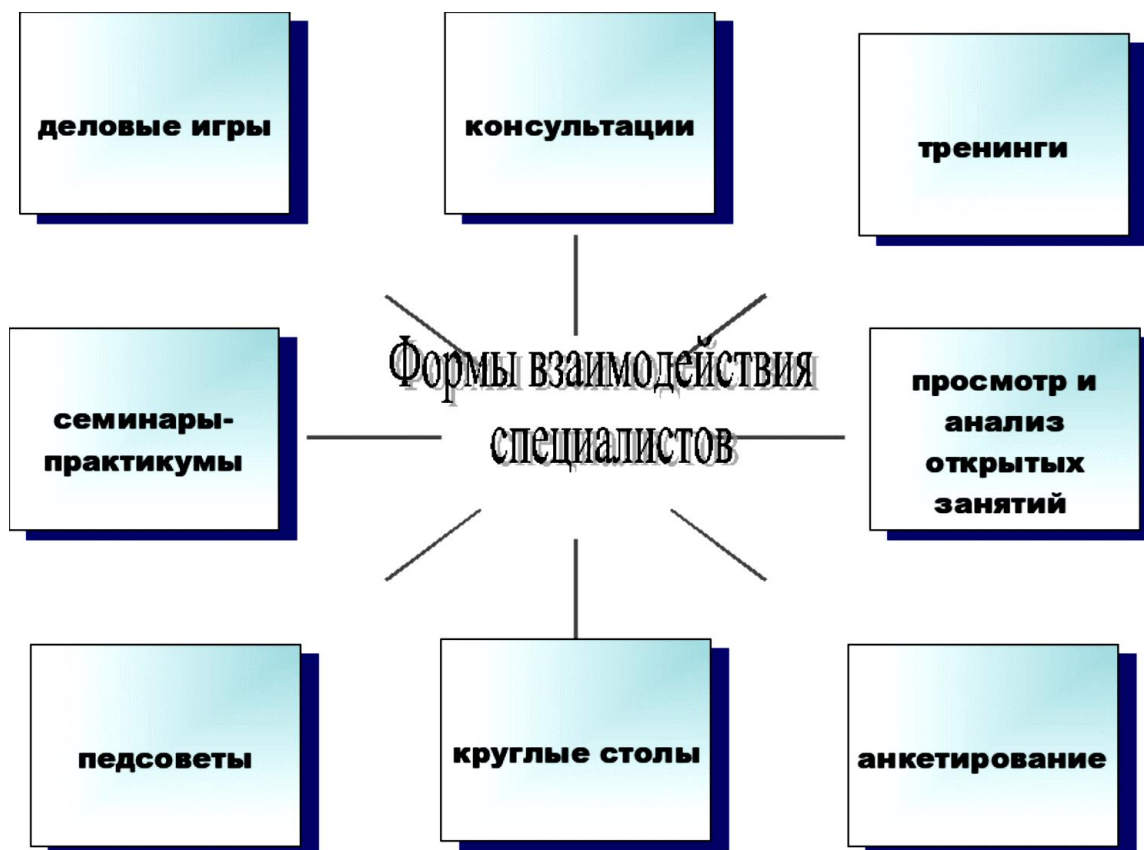 деловые игры
консультации
тренинги
Формы взаимодействия
специалистов
семинары-
практикумы
просмотр и
анализ
открытых
занятий
педсоветы
круглые столы
анкетирование